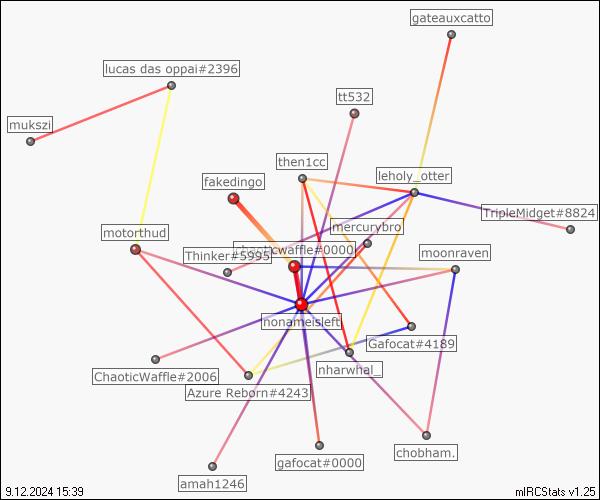 gateauxcatto
lucas das oppai#2396
tt532
mukszi
then1cc
leholy_otter
fakedingo
TripleMidget#8824
mercurybro
motorthud
chaoticwaffle#0000
Thinker#5995
moonraven
nonameisleft
Gafocat#4189
nharwhal_
ChaoticWaffle#2006
Azure Reborn#4243
chobham.
gafocat#0000
amah1246
9.12.2024 15:39
mIRCStats v1.25